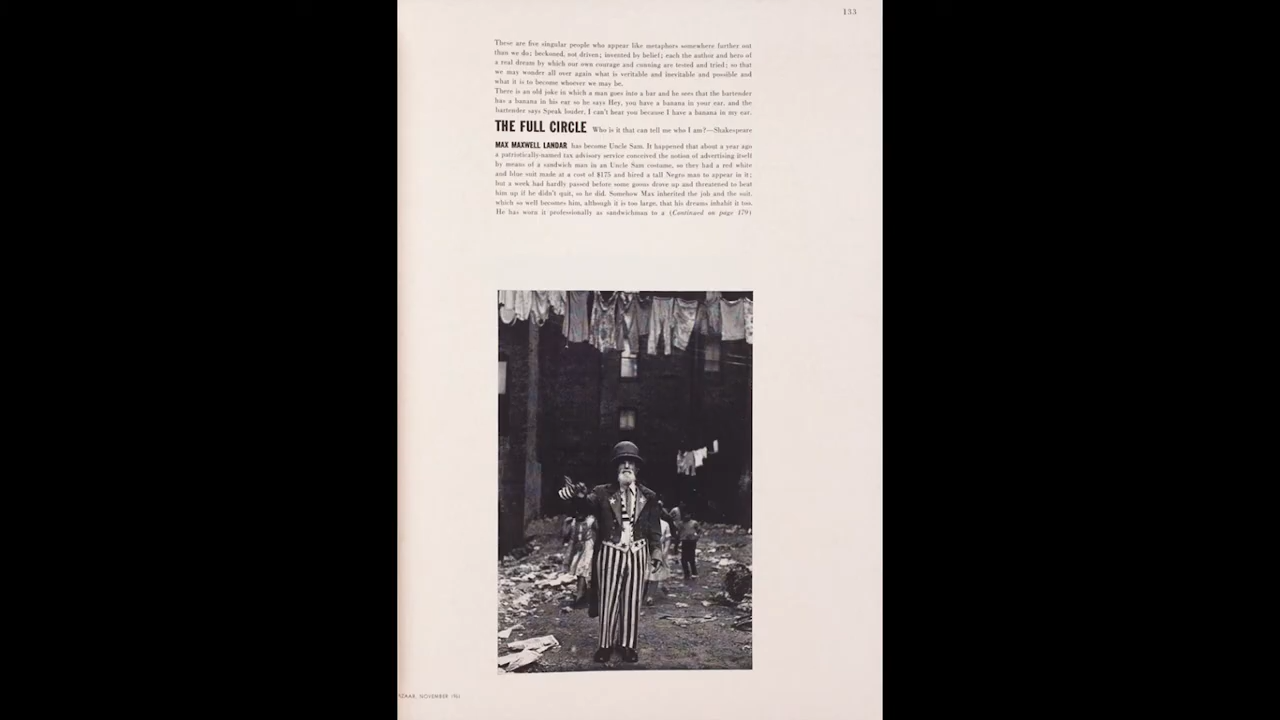 133
These are five singular people who appear like metaphors somewhere further out
than we do; beckoned, not driven; invented by belief; each the author and hero of
a real dream by which our own courage and cunning are tested and tried; so that
we may wonder all over again what is veritable and inevitable and possible and
what it is to become whoever we may be.
There is an old joke in which a man goes into a bar and he sees that the bartender
has a banana in his ear so he says Hey, you have a banana in your ear, and the
bartender says Speak louder, I can't hear you because I have a banana in my ear.
THE FULL CIRCLE Who is it that can tell me who I am?—Shakespeare
MAX MAXWELL LANDAR has become Uncle Sam. It happened that about a year ago
a patriotically-named tax advisory service conceived the notion of advertising itself
by means of a sandwich man in an Uncle Sam costume, so they had a red white
and blue suit made at a cost of $175 and hired a tall Negro man to appear in it;
but a week had hardly passed before some goons drove up and threatened to beat
him up if he didn't quit, so he did. Somehow Max inherited the job and the suit,
which so well becomes him, although it is too large, that his dreams inhabit it too.
He has worn it professionally as sandwichman to a (Continued on page 179)
NOVEMBER